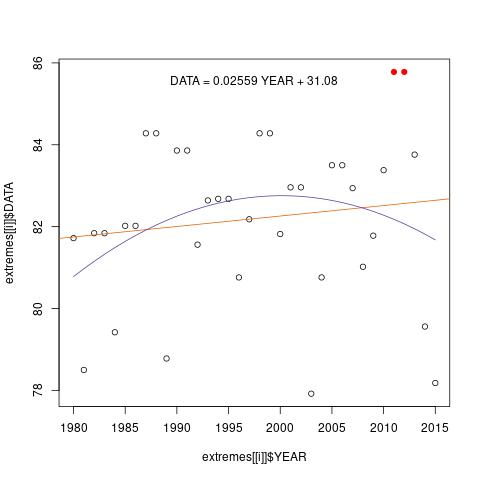 DATA = 0.02559 YEAR + 31.08
86
84
82
80
78
extremes[[i]]$DATA
1980 1985 1990 1995 2000 2005 2010 2015
extremes[[i]]$YEAR